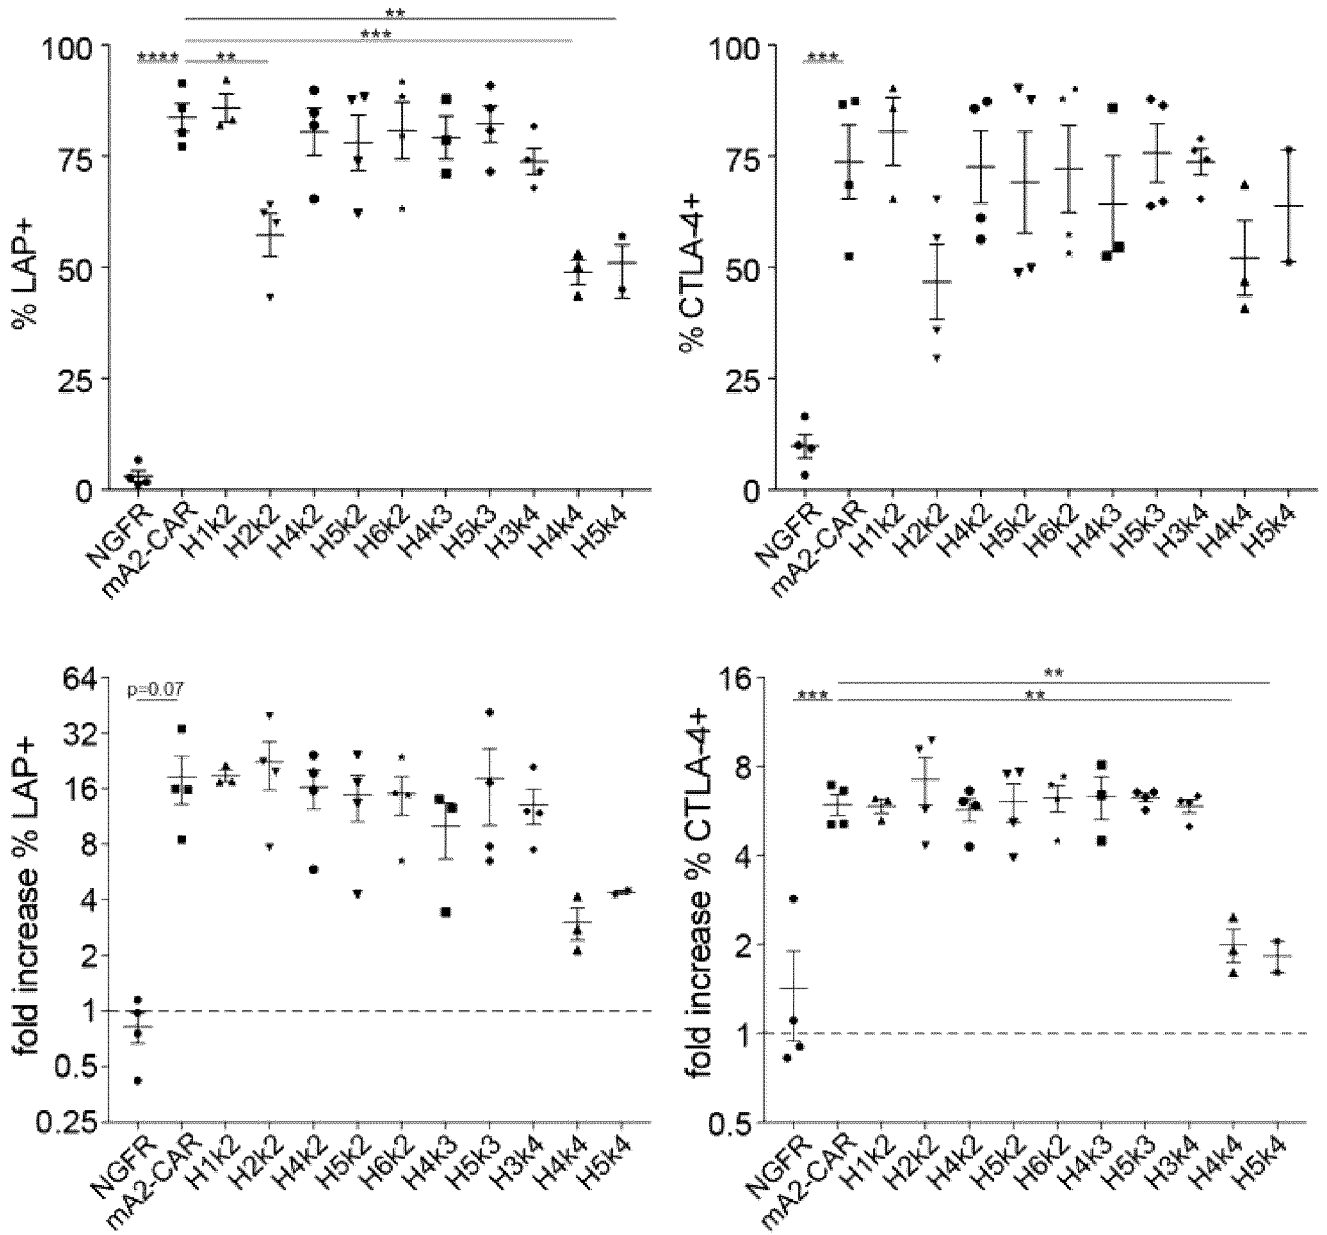 **
***
****
**
100
75
50
25
0
% LAP+
NGFR
mA2-CAR
H1k2
H2k2
H4k2
H5k2
H6k2
H4k3
H5k3
H3k4
H4k4
H5k4
***
100
75
50
25
0
% CTLA-4+
NGFR
mA2-CAR
H1k2
H2k2
H4k2
H5k2
H6k2
H4k3
H5k3
H3k4
H4k4
H5k4
p=0.07
64
32
16
8
4
2
1
0.5
0.25
fold increase % LAP+
NGFR
mA2-CAR
H1k2
H2k2
H4k2
H5k2
H6k2
H4k3
H5k3
H3k4
H4k4
H5k4
**
***
**
16
8
4
2
1
0.5
fold increase % CTLA-4+
NGFR
mA2-CAR
H1k2
H2k2
H4k2
H5k2
H6k2
H4k3
H5k3
H3k4
H4k4
H5k4